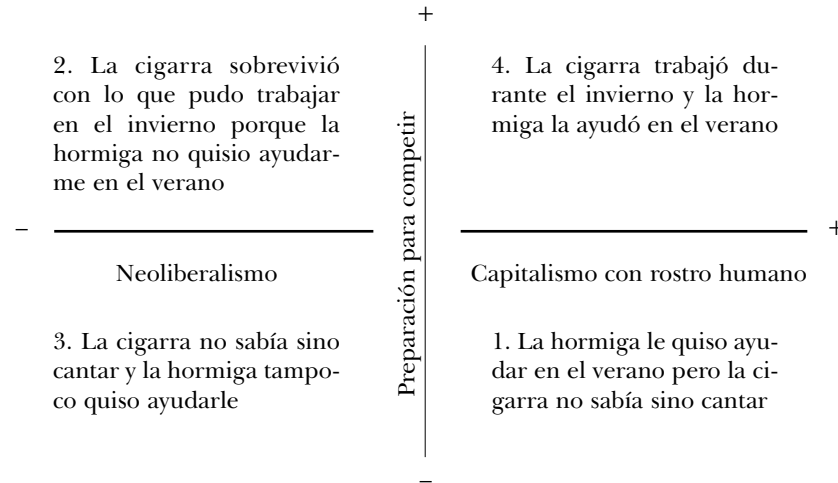 +
2. La cigarra sobrevivió
con lo que pudo trabajar
en el invierno porque la
hormiga no quisio ayudar-
me en el verano
4. La cigarra trabajó du-
rante el invierno y la hor-
miga la ayudó en el verano
Preparación para competir
–
+
Neoliberalismo
Capitalismo con rostro humano
3. La cigarra no sabía sino
cantar y la hormiga tampo-
co quiso ayudarle
1. La hormiga le quiso ayu-
dar en el verano pero la ci-
garra no sabía sino cantar
–